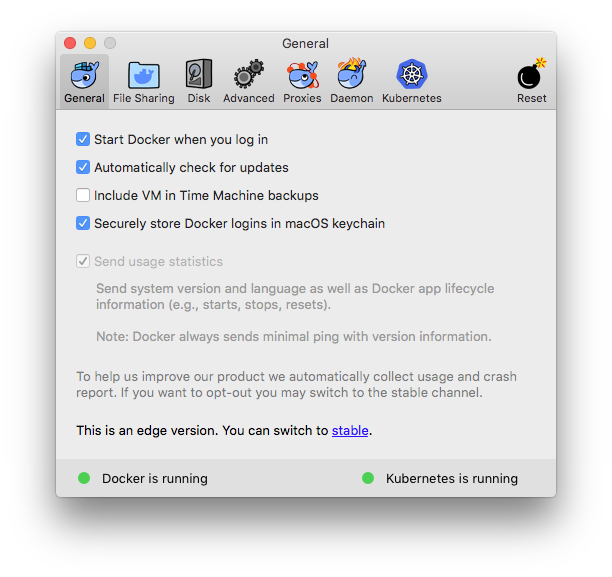 General
General File Sharing Disk Advanced Proxies Daemon Kubernetes Reset
Start Docker when you log in
Automatically check for updates
Include VM in Time Machine backups
Securely store Docker logins in macOS keychain
Send usage statistics
Send system version and language as well as Docker app lifecycle
information (e.g., starts, stops, resets).
Note: Docker always sends minimal ping with version information.
To help us improve our product we automatically collect usage and crash
report. If you want to opt-out you may switch to the stable channel.
This is an edge version. You can switch to stable.
Docker is running Kubernetes is running